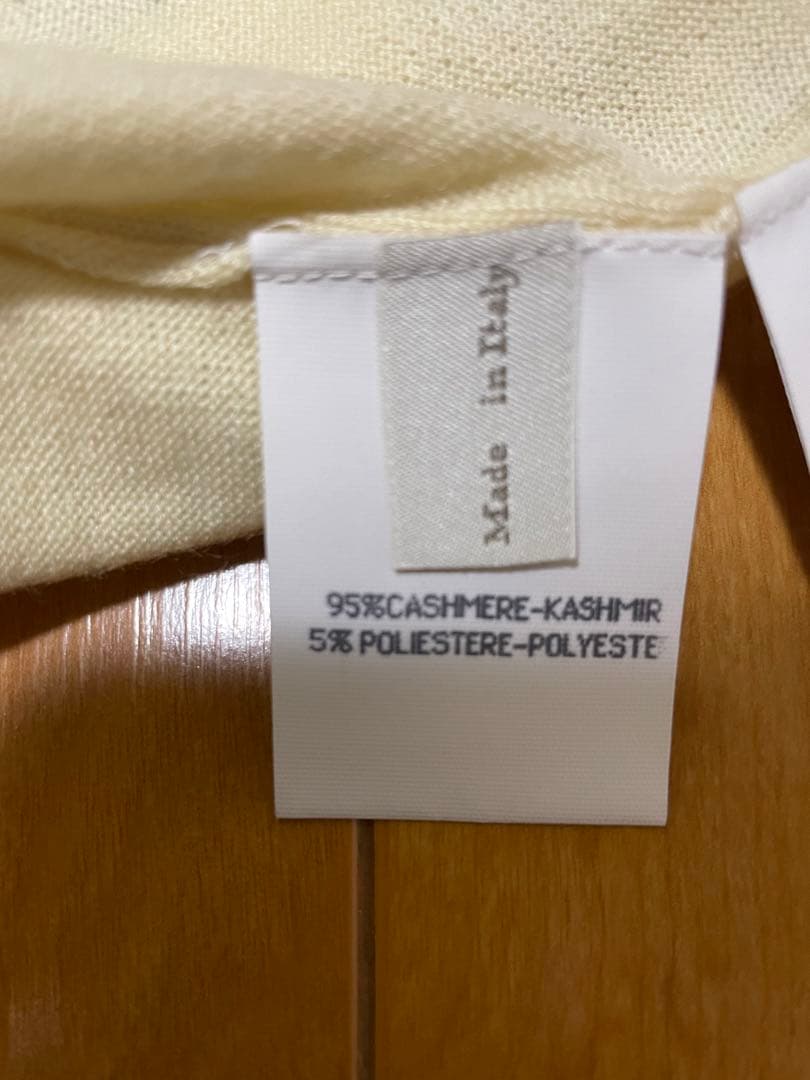 Made in Italy
95%CASHMERE-KASHMIR
5% POLIESTERE-POLYESTE